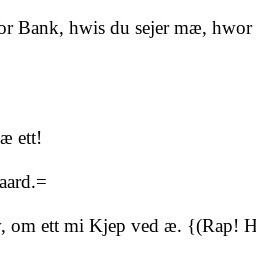 or Bank, hwis du sejer mæ, hwor
æ ett!
aard.=
, om ett mi Kjep ved æ. {(Rap! H